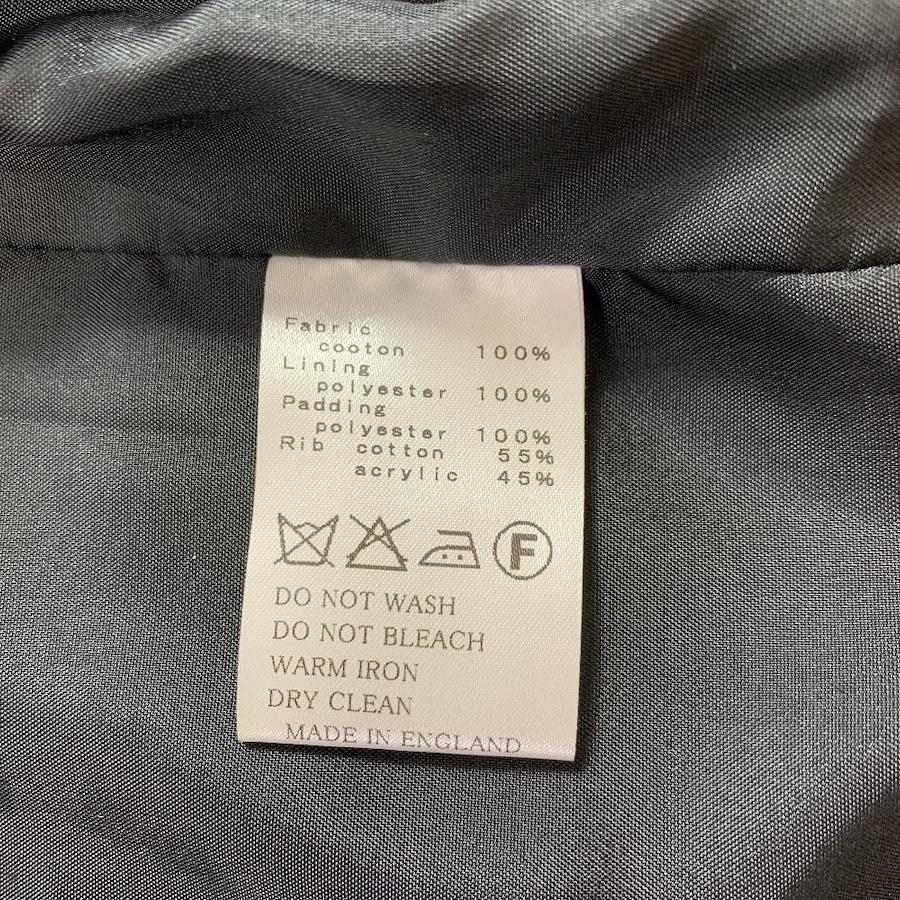 Fabric
cooton 100%
Lining
polyester 100%
Padding
polyester 100%
Rib cotton 55%
acrylic 45%
F
DO NOT WASH
DO NOT BLEACH
WARM IRON
DRY CLEAN
MADE IN ENGLAND